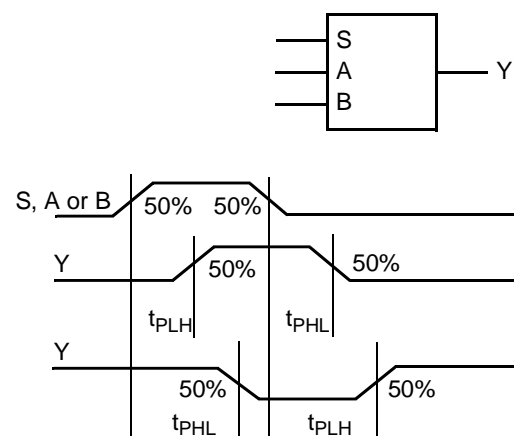 S
A
B
Y
S, A or B
50% 50%
Y
50% 50%
tPLH tPHL
Y
50% 50%
tPHL tPLH